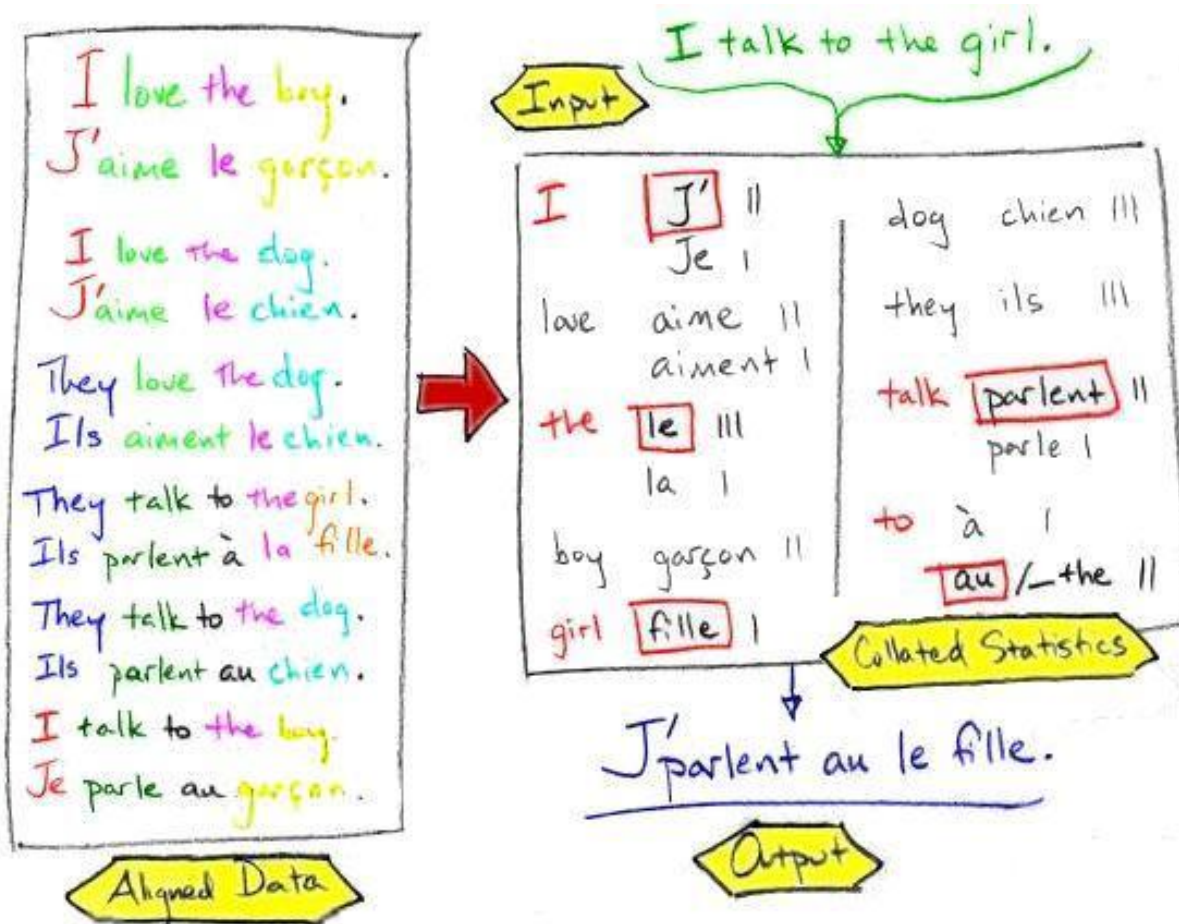 I love the boy.
J'aime le garçon.
I love the dog.
J'aime le chien.
They love the dog.
Ils aiment le chien.
They talk to the girl.
Ils parlent à la fille.
They talk to the dog.
Ils parlent au chien.
I talk to the boy.
Je parle au garçon.
Aligned Data
I talk to the girl.
Input
I J' ||
Je |
love aime ||
aiment |
the le |||
la |
boy garçon ||
girl fille |
dog chien |||
they ils |||
talk parlent ||
parle |
to à |
au /_the ||
Collated Statistics
J'parlent au le fille.
Output